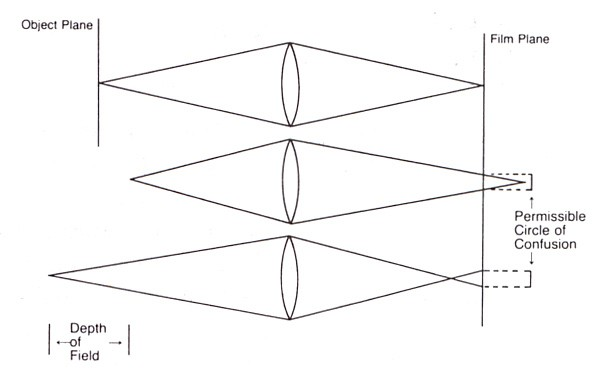 Object Plane
Film Plane
Permissible
Circle of
Confusion
Depth
of
Field